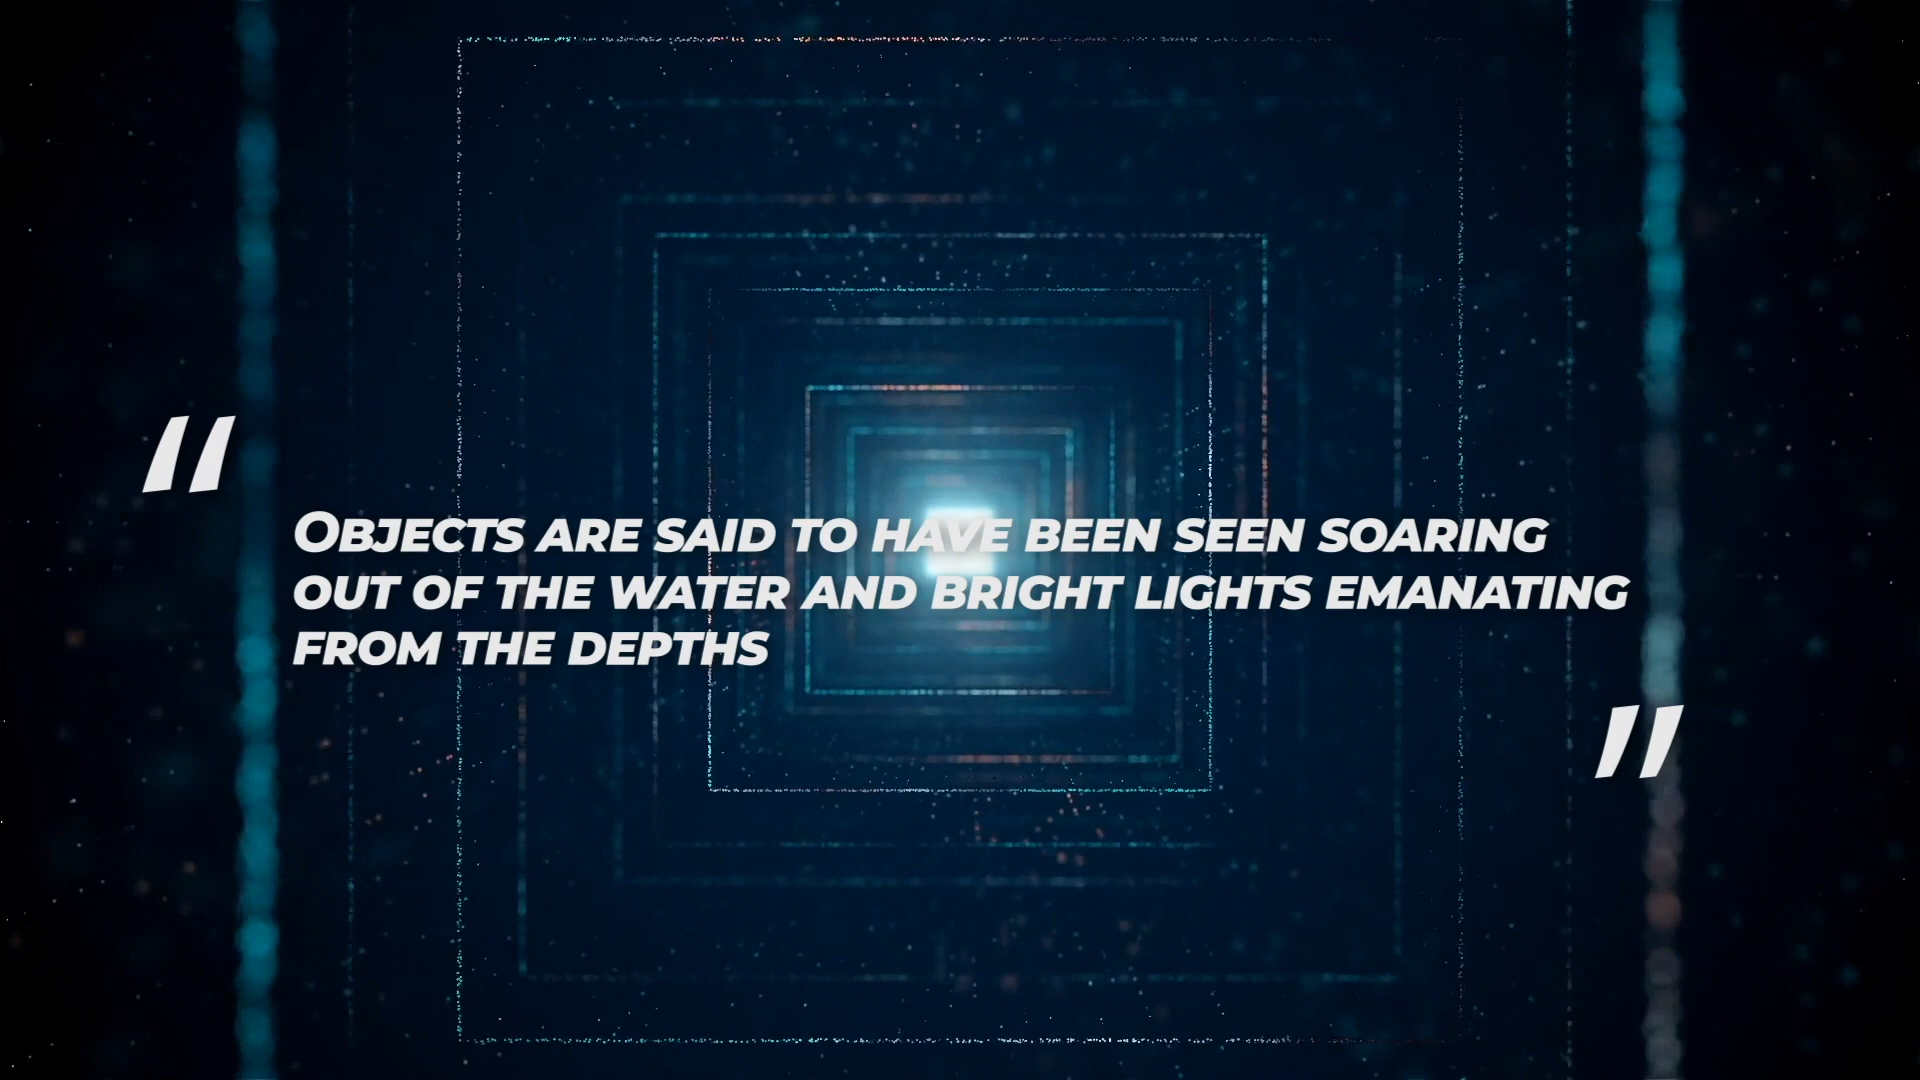 "
OBJECTS ARE SAID TO HAVE BEEN SEEN SOARING
OUT OF THE WATER AND BRIGHT LIGHTS EMANATING
FROM THE DEPTHS
"